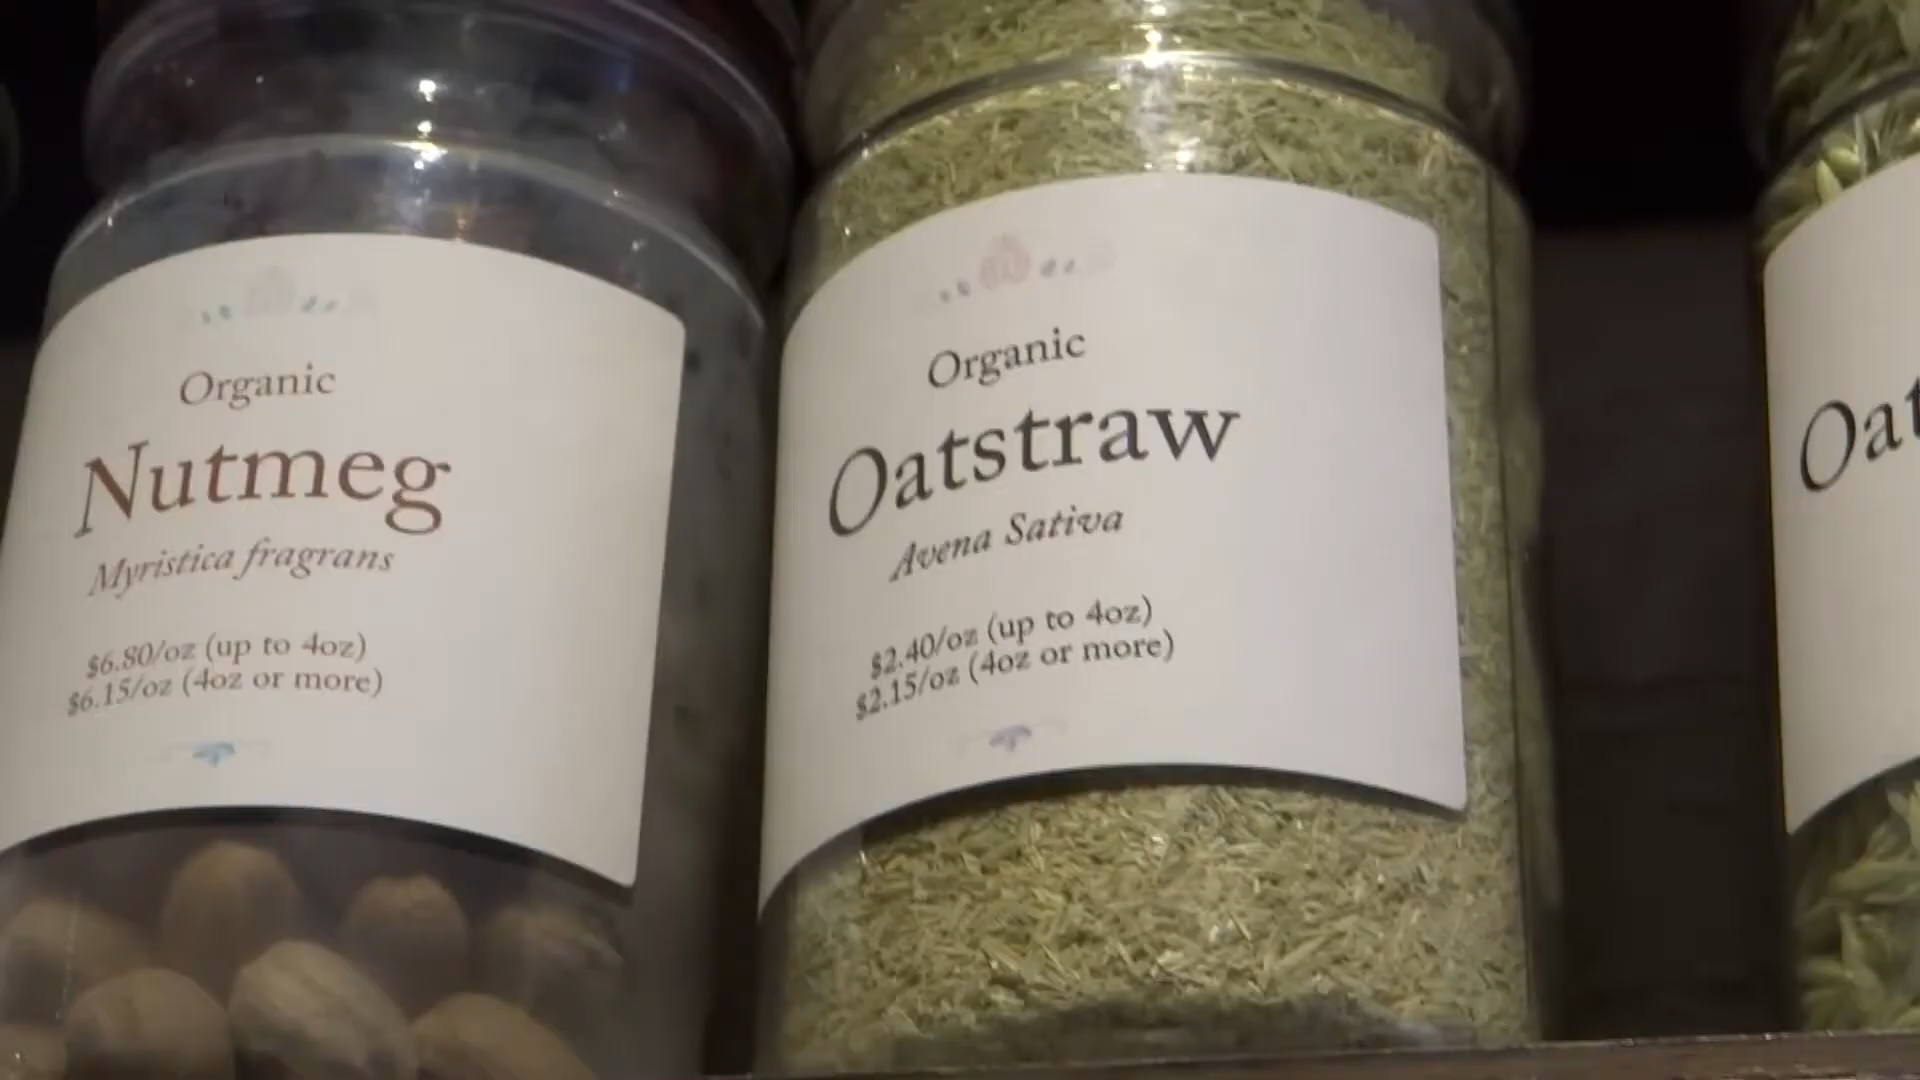 Organic
Nutmeg
Myristica fragrans
$6.80/oz (up to 4oz)
$6.15/oz (4oz or more)
Organic
Oatstraw
Avena Sativa
$2.40/oz (up to 4oz)
$2.15/oz (4oz or more)
Oat